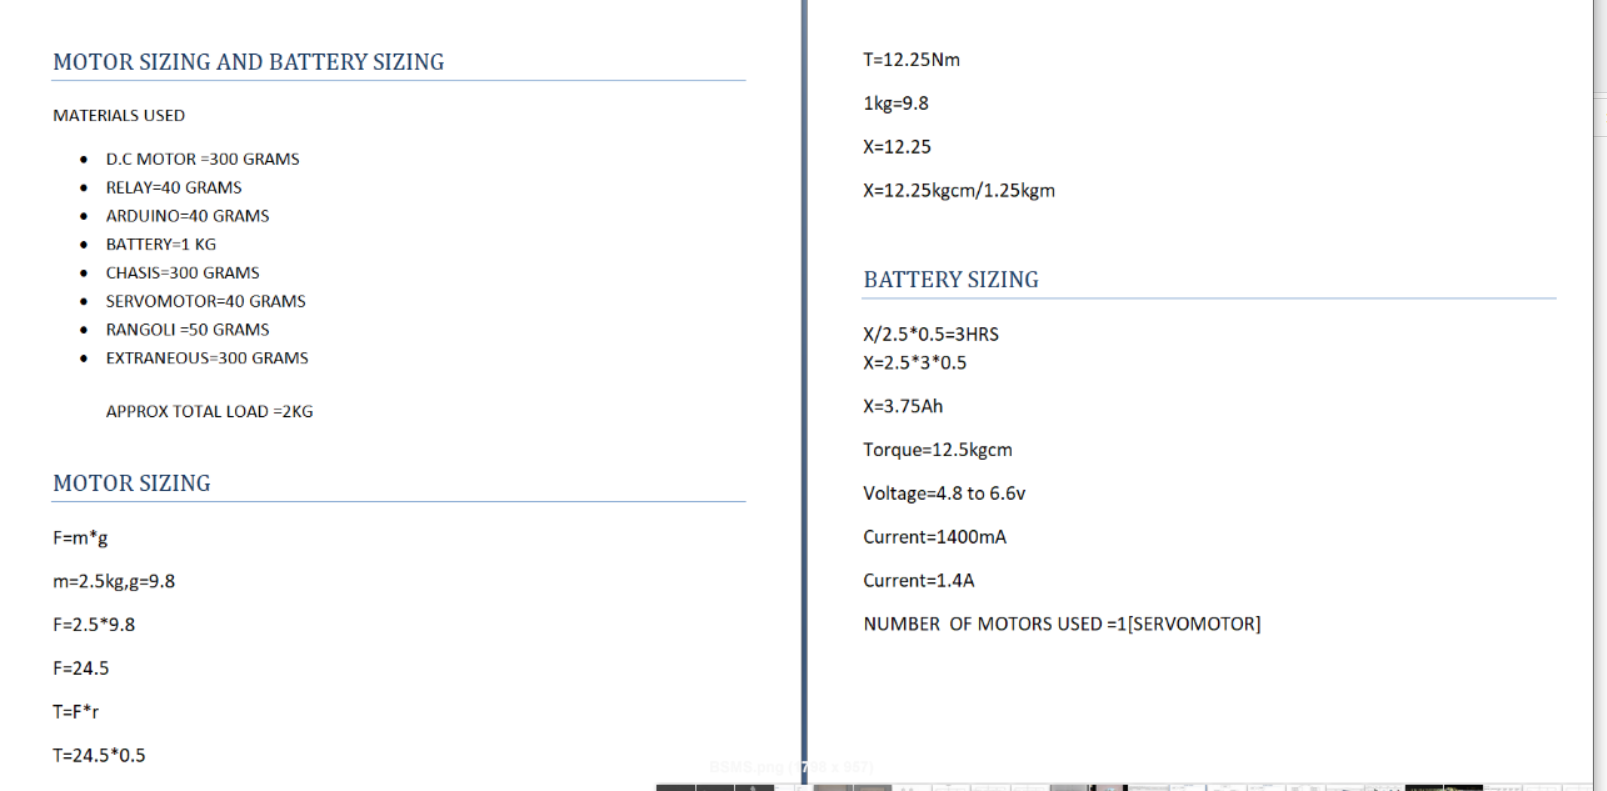 MOTOR SIZING AND BATTERY SIZING
MATERIALS USED
• D.C MOTOR =300 GRAMS
• RELAY=40 GRAMS
• ARDUINO=40 GRAMS
• BATTERY=1 KG
• CHASIS=300 GRAMS
• SERVOMOTOR=40 GRAMS
• RANGOLI =50 GRAMS
• EXTRANEOUS=300 GRAMS
APPROX TOTAL LOAD =2KG
MOTOR SIZING
F=m*g
m=2.5kg,g=9.8
F=2.5*9.8
F=24.5
T=F*r
T=24.5*0.5
T=12.25Nm
1kg=9.8
X=12.25
X=12.25kgcm/1.25kgm
BATTERY SIZING
X/2.5*0.5=3HRS
X=2.5*3*0.5
X=3.75Ah
Torque=12.5kgcm
Voltage=4.8 to 6.6v
Current=1400mA
Current=1.4A
NUMBER  OF MOTORS USED =1[SERVOMOTOR]